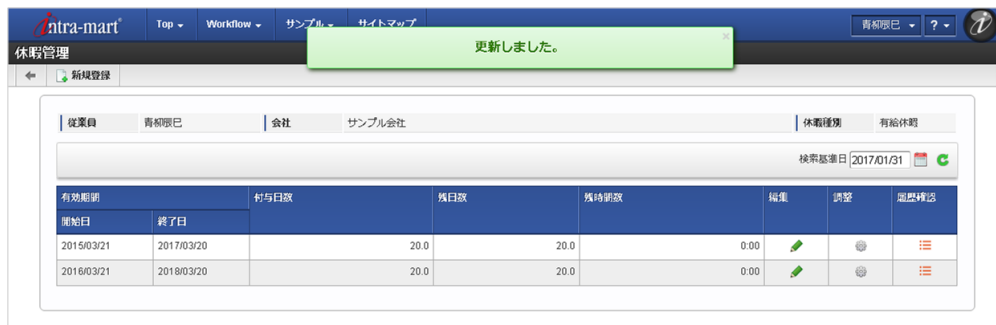 intra-mart Top Workflow サンプル サイトマップ 青柳辰巳 ?
更新しました。 ×
休暇管理
新規登録
従業員 青柳辰巳 会社 サンプル会社 休暇種別 有給休暇
検索基準日 2017/01/31
有効期間 付与日数 残日数 残時間数 編集 調整 履歴確認
開始日 終了日
2015/03/21 2017/03/20 20.0 20.0 0:00
2016/03/21 2018/03/20 20.0 20.0 0:00